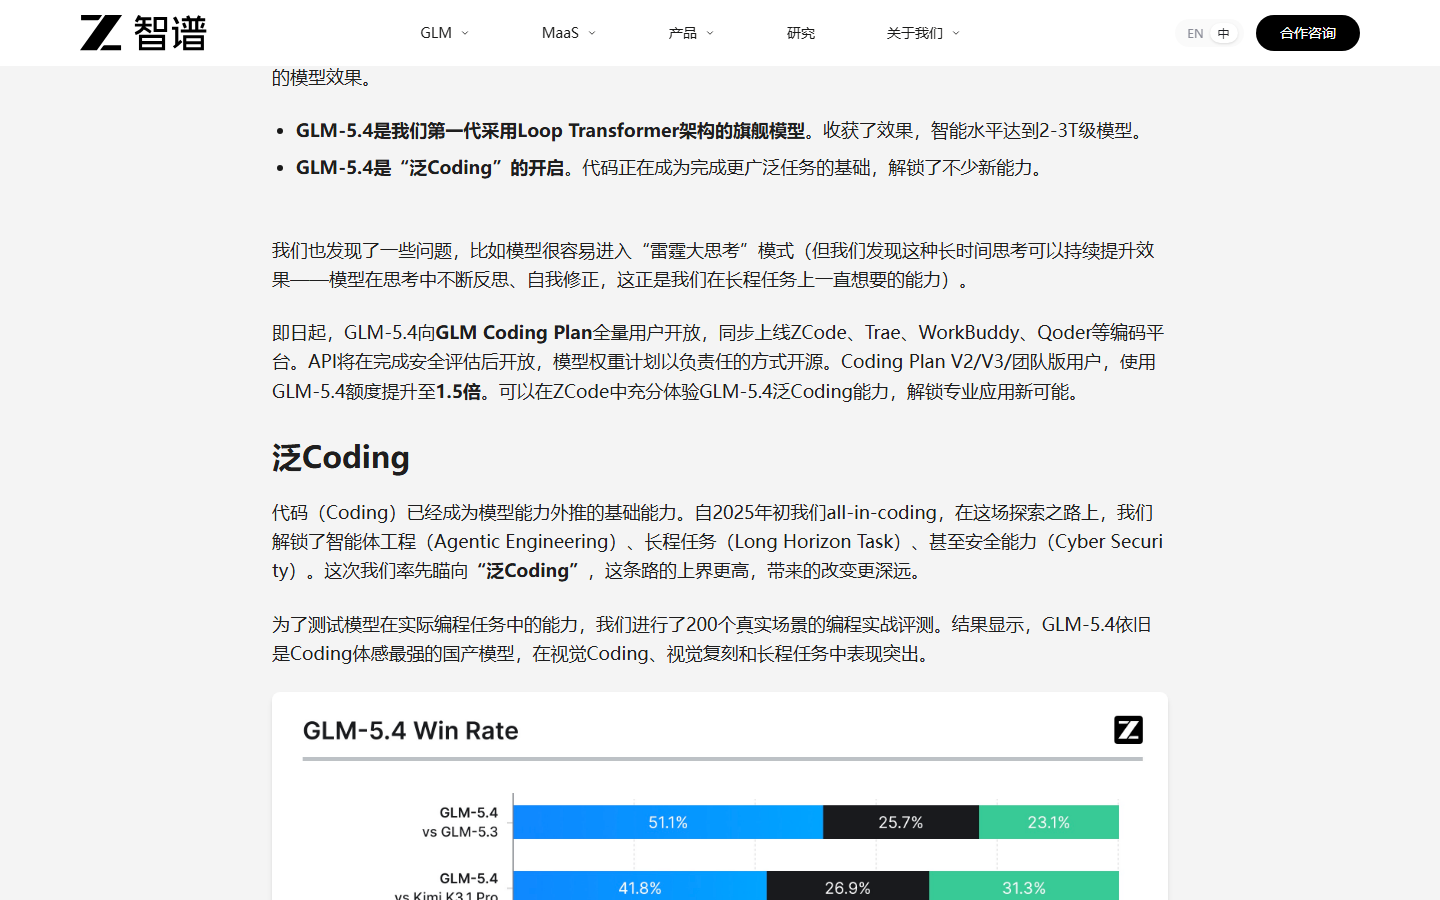 智谱
GLM
MaaS
产品
研究
关于我们
EN
中
合作咨询
的模型效果。
GLM-5.4是我们第一代采用Loop Transformer架构的旗舰模型。收获了效果，智能水平达到2-3T级模型。
GLM-5.4是“泛Coding”的开启。代码正在成为完成更广泛任务的基础，解锁了不少新能力。
我们也发现了一些问题，比如模型很容易进入“雷霆大思考”模式（但我们发现这种长时间思考可以持续提升效
果——模型在思考中不断反思、自我修正，这正是我们在长程任务上一直想要的能力）。
即日起，GLM-5.4向GLM Coding Plan全量用户开放，同步上线ZCode、Trae、WorkBuddy、Qoder等编码平
台。API将在完成安全评估后开放，模型权重计划以负责任的方式开源。Coding Plan V2/V3/团队版用户，使用
GLM-5.4额度提升至1.5倍。可以在ZCode中充分体验GLM-5.4泛Coding能力，解锁专业应用新可能。
泛Coding
代码（Coding）已经成为模型能力外推的基础能力。自2025年初我们all-in-coding，在这场探索之路上，我们
解锁了智能体工程（Agentic Engineering）、长程任务（Long Horizon Task）、甚至安全能力（Cyber Securi
ty）。这次我们率先瞄向“泛Coding”，这条路的上界更高，带来的改变更深远。
为了测试模型在实际编程任务中的能力，我们进行了200个真实场景的编程实战评测。结果显示，GLM-5.4依旧
是Coding体感最强的国产模型，在视觉Coding、视觉复刻和长程任务中表现突出。
GLM-5.4 Win Rate
GLM-5.4
vs GLM-5.3
51.1%
25.7%
23.1%
GLM-5.4
vs Kimi K3.1 Pro
41.8%
26.9%
31.3%